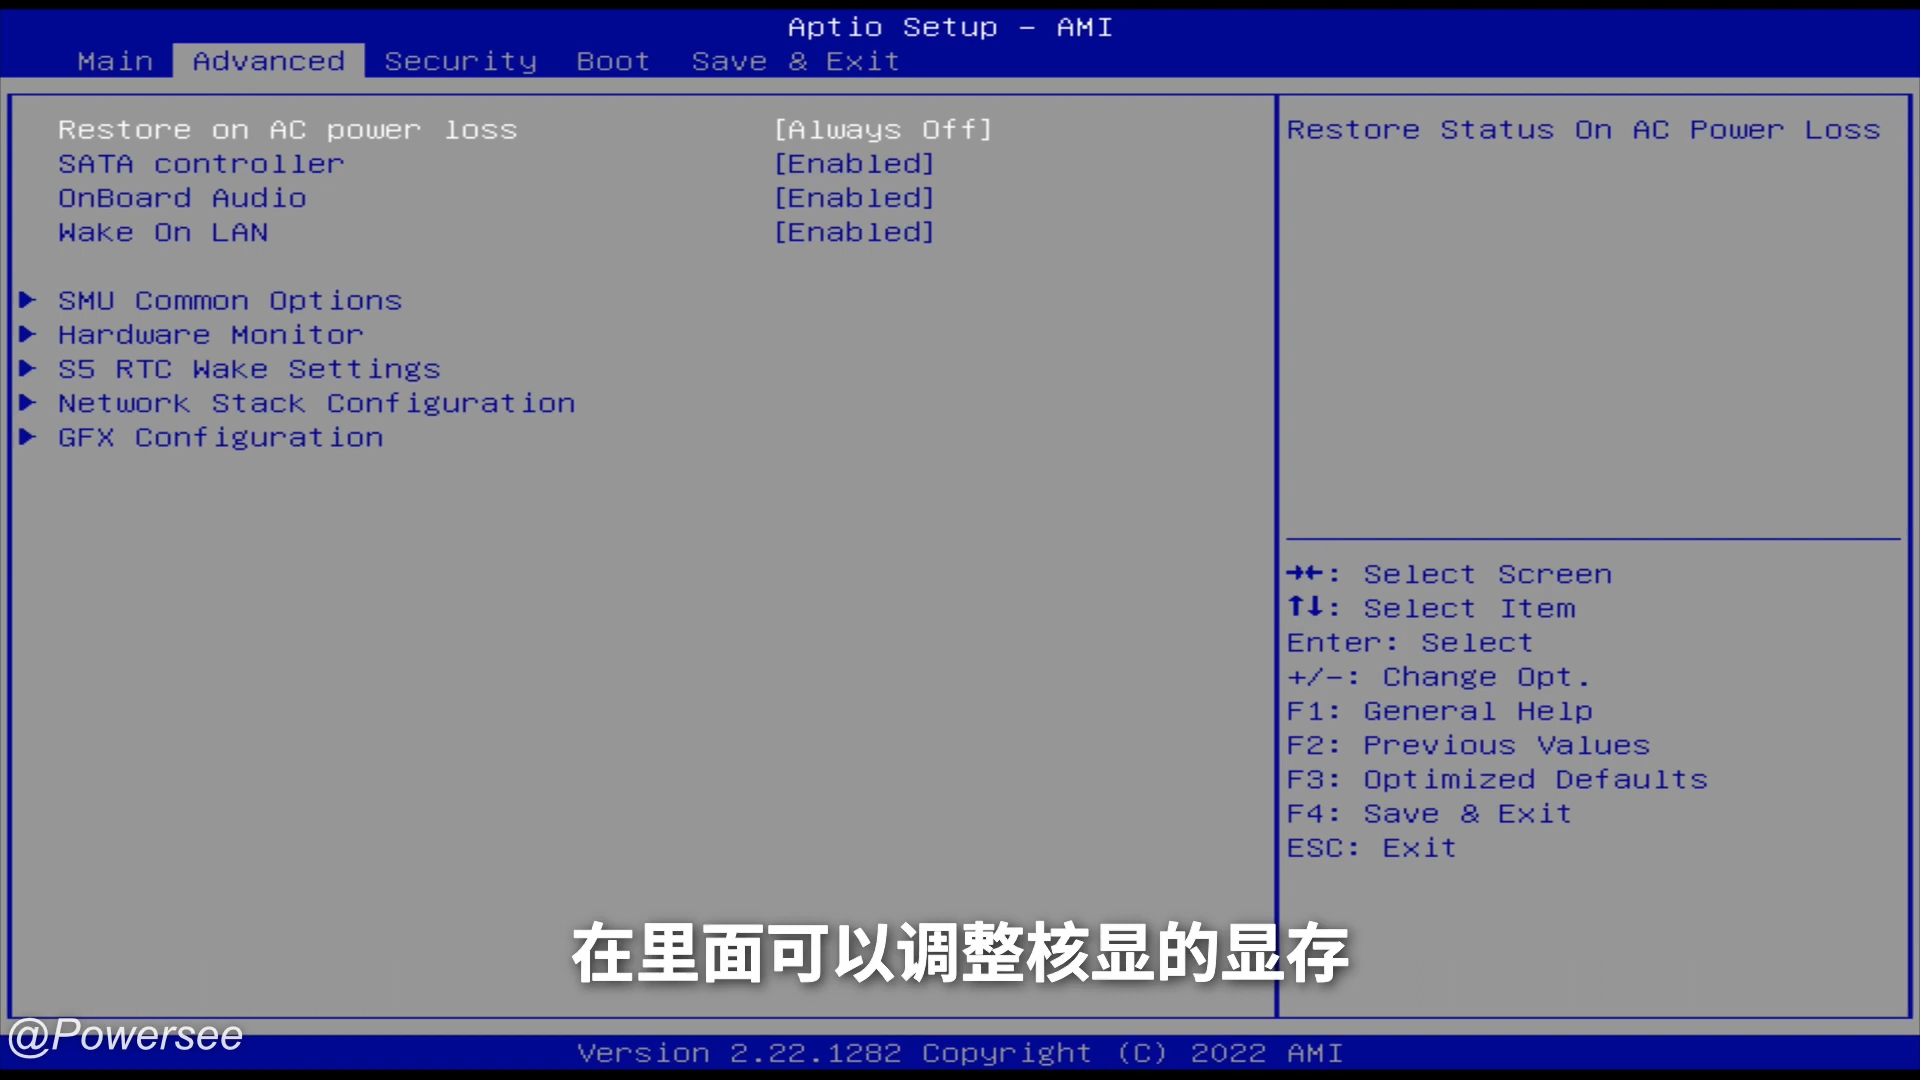 Aptio Setup - AMI
Main Advanced Security Boot Save & Exit
Restore on AC power loss [Always Off]
SATA controller [Enabled]
OnBoard Audio [Enabled]
Wake On LAN [Enabled]
▶ SMU Common Options
▶ Hardware Monitor
▶ S5 RTC Wake Settings
▶ Network Stack Configuration
▶ GFX Configuration
Restore Status On AC Power Loss
→←: Select Screen
↑↓: Select Item
Enter: Select
+/-: Change Opt.
F1: General Help
F2: Previous Values
F3: Optimized Defaults
F4: Save & Exit
ESC: Exit
在里面可以调整核显的显存
@Powersee
Version 2.22.1282 Copyright (C) 2022 AMI